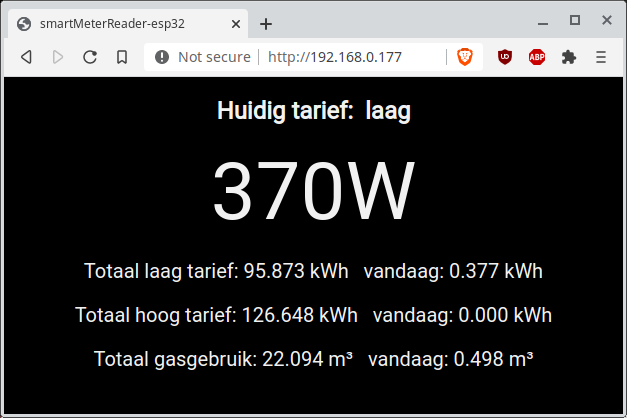 smartMeterReader-esp32
Not secure http://192.168.0.177
UD
ABP
Huidig tarief: laag
370W
Totaal laag tarief: 95.873 kWh vandaag: 0.377 kWh
Totaal hoog tarief: 126.648 kWh vandaag: 0.000 kWh
Totaal gasgebruik: 22.094 m³ vandaag: 0.498 m³